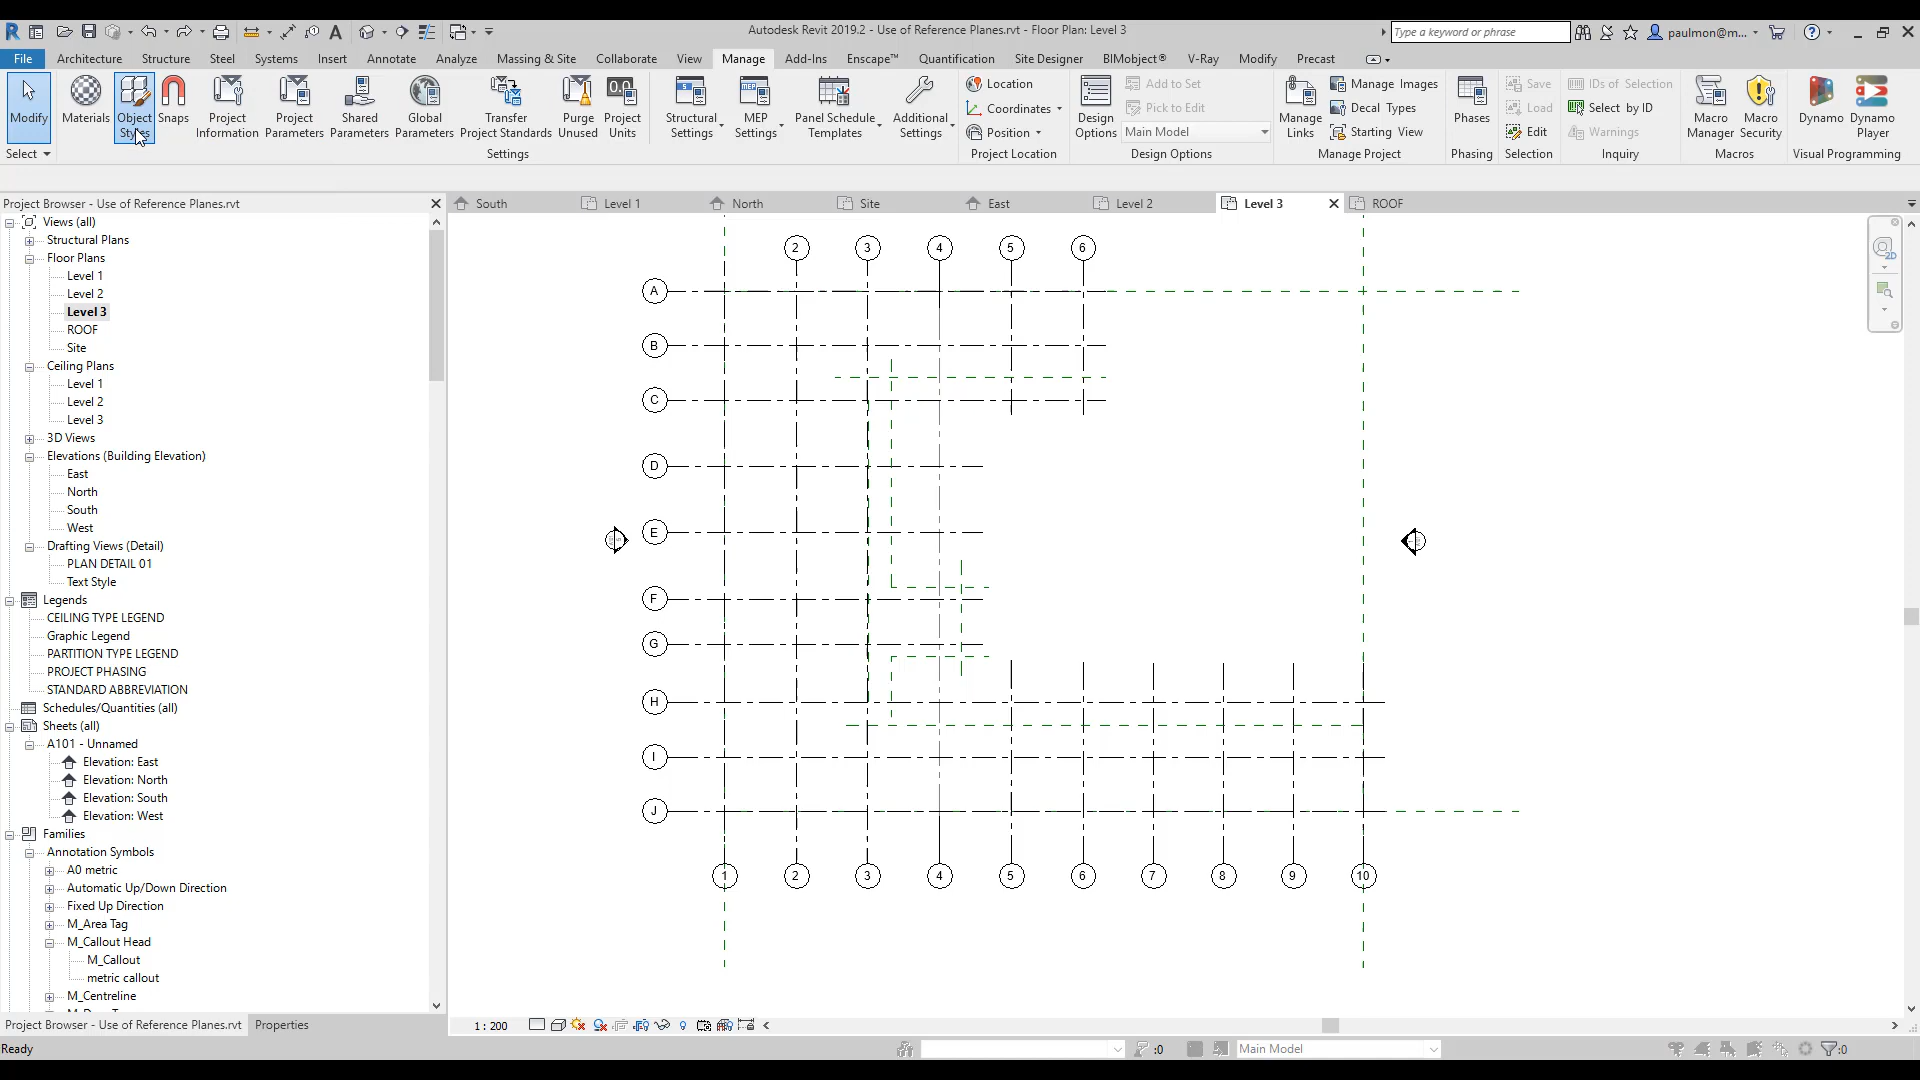 Autodesk Revit 2019.2 - Use of Reference Planes.rvt - Floor Plan: Level 3
Type a keyword or phrase
paulmon@m...
File Architecture Structure Steel Systems Insert Annotate Analyze Massing & Site Collaborate View Manage Add-Ins Enscape™ Quantification Site Designer BIMobject® V-Ray Modify Precast
Modify
Materials
Object Styles
Snaps
Project Information
Project Parameters
Shared Parameters
Global Parameters
Transfer Project Standards
Purge Unused
Project Units
Structural Settings
MEP Settings
Panel Schedule Templates
Additional Settings
Location
Coordinates
Position
Design Options
Add to Set
Pick to Edit
Main Model
Manage Links
Manage Images
Decal Types
Starting View
Phases
Save
Load
Edit
IDs of Selection
Select by ID
Warnings
Macro Manager
Macro Security
Dynamo
Dynamo Player
Select Settings Project Location Design Options Manage Project Phasing Selection Inquiry Macros Visual Programming
Project Browser - Use of Reference Planes.rvt
South Level 1 North Site East Level 2 Level 3 ROOF
Views (all)
Structural Plans
Floor Plans
Level 1
Level 2
Level 3
ROOF
Site
Ceiling Plans
Level 1
Level 2
Level 3
3D Views
Elevations (Building Elevation)
East
North
South
West
Drafting Views (Detail)
PLAN DETAIL 01
Text Style
Legends
CEILING TYPE LEGEND
Graphic Legend
PARTITION TYPE LEGEND
PROJECT PHASING
STANDARD ABBREVIATION
Schedules/Quantities (all)
Sheets (all)
A101 - Unnamed
Elevation: East
Elevation: North
Elevation: South
Elevation: West
Families
Annotation Symbols
A0 metric
Automatic Up/Down Direction
Fixed Up Direction
M_Area Tag
M_Callout Head
M_Callout
metric callout
M_Centreline
2 3 4 5 6
A
B
C
D
E
F
G
H
I
J
1 2 3 4 5 6 7 8 9 10
2D
Project Browser - Use of Reference Planes.rvt Properties
1 : 200
Ready
:0
Main Model
:0